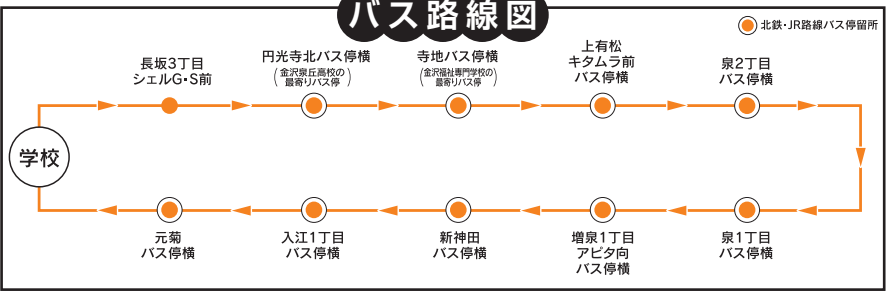 バス路線図
北鉄・JR路線バス停留所
長坂3丁目
シェルG・S前
円光寺北バス停横
(金沢泉丘高校の
最寄りバス停)
寺地バス停横
(金沢福祉専門学校の
最寄りバス停)
上有松
キタムラ前
バス停横
泉2丁目
バス停横
学校
元菊
バス停横
入江1丁目
バス停横
新神田
バス停横
増泉1丁目
アピタ向
バス停横
泉1丁目
バス停横